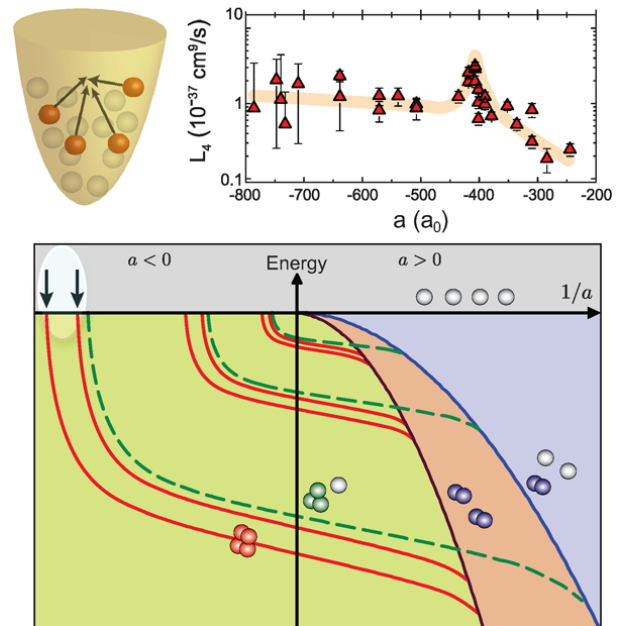 10
1
0.1
L₄ (10⁻³⁷ cm⁹/s)
-800 -700 -600 -500 -400 -300 -200
a (a₀)
a < 0
Energy
a > 0
1/a